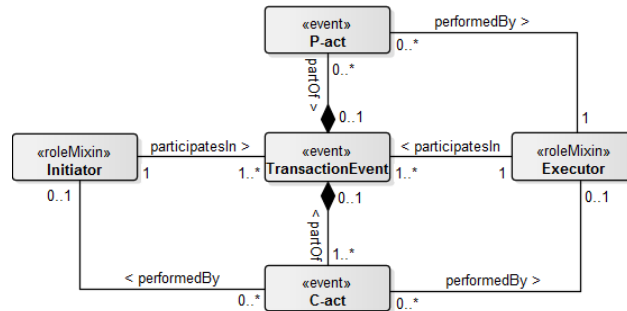 «event»
P-act
performedBy >
0..*
0..*
partOf >
0..1
1
«roleMixin»
Initiator
participatesIn >
1
1..*
«event»
TransactionEvent
< participatesIn
1..*
1
«roleMixin»
Executor
0..1
0..1
0..1
< partOf
1..*
< performedBy
0..*
«event»
C-act
performedBy >
0..*